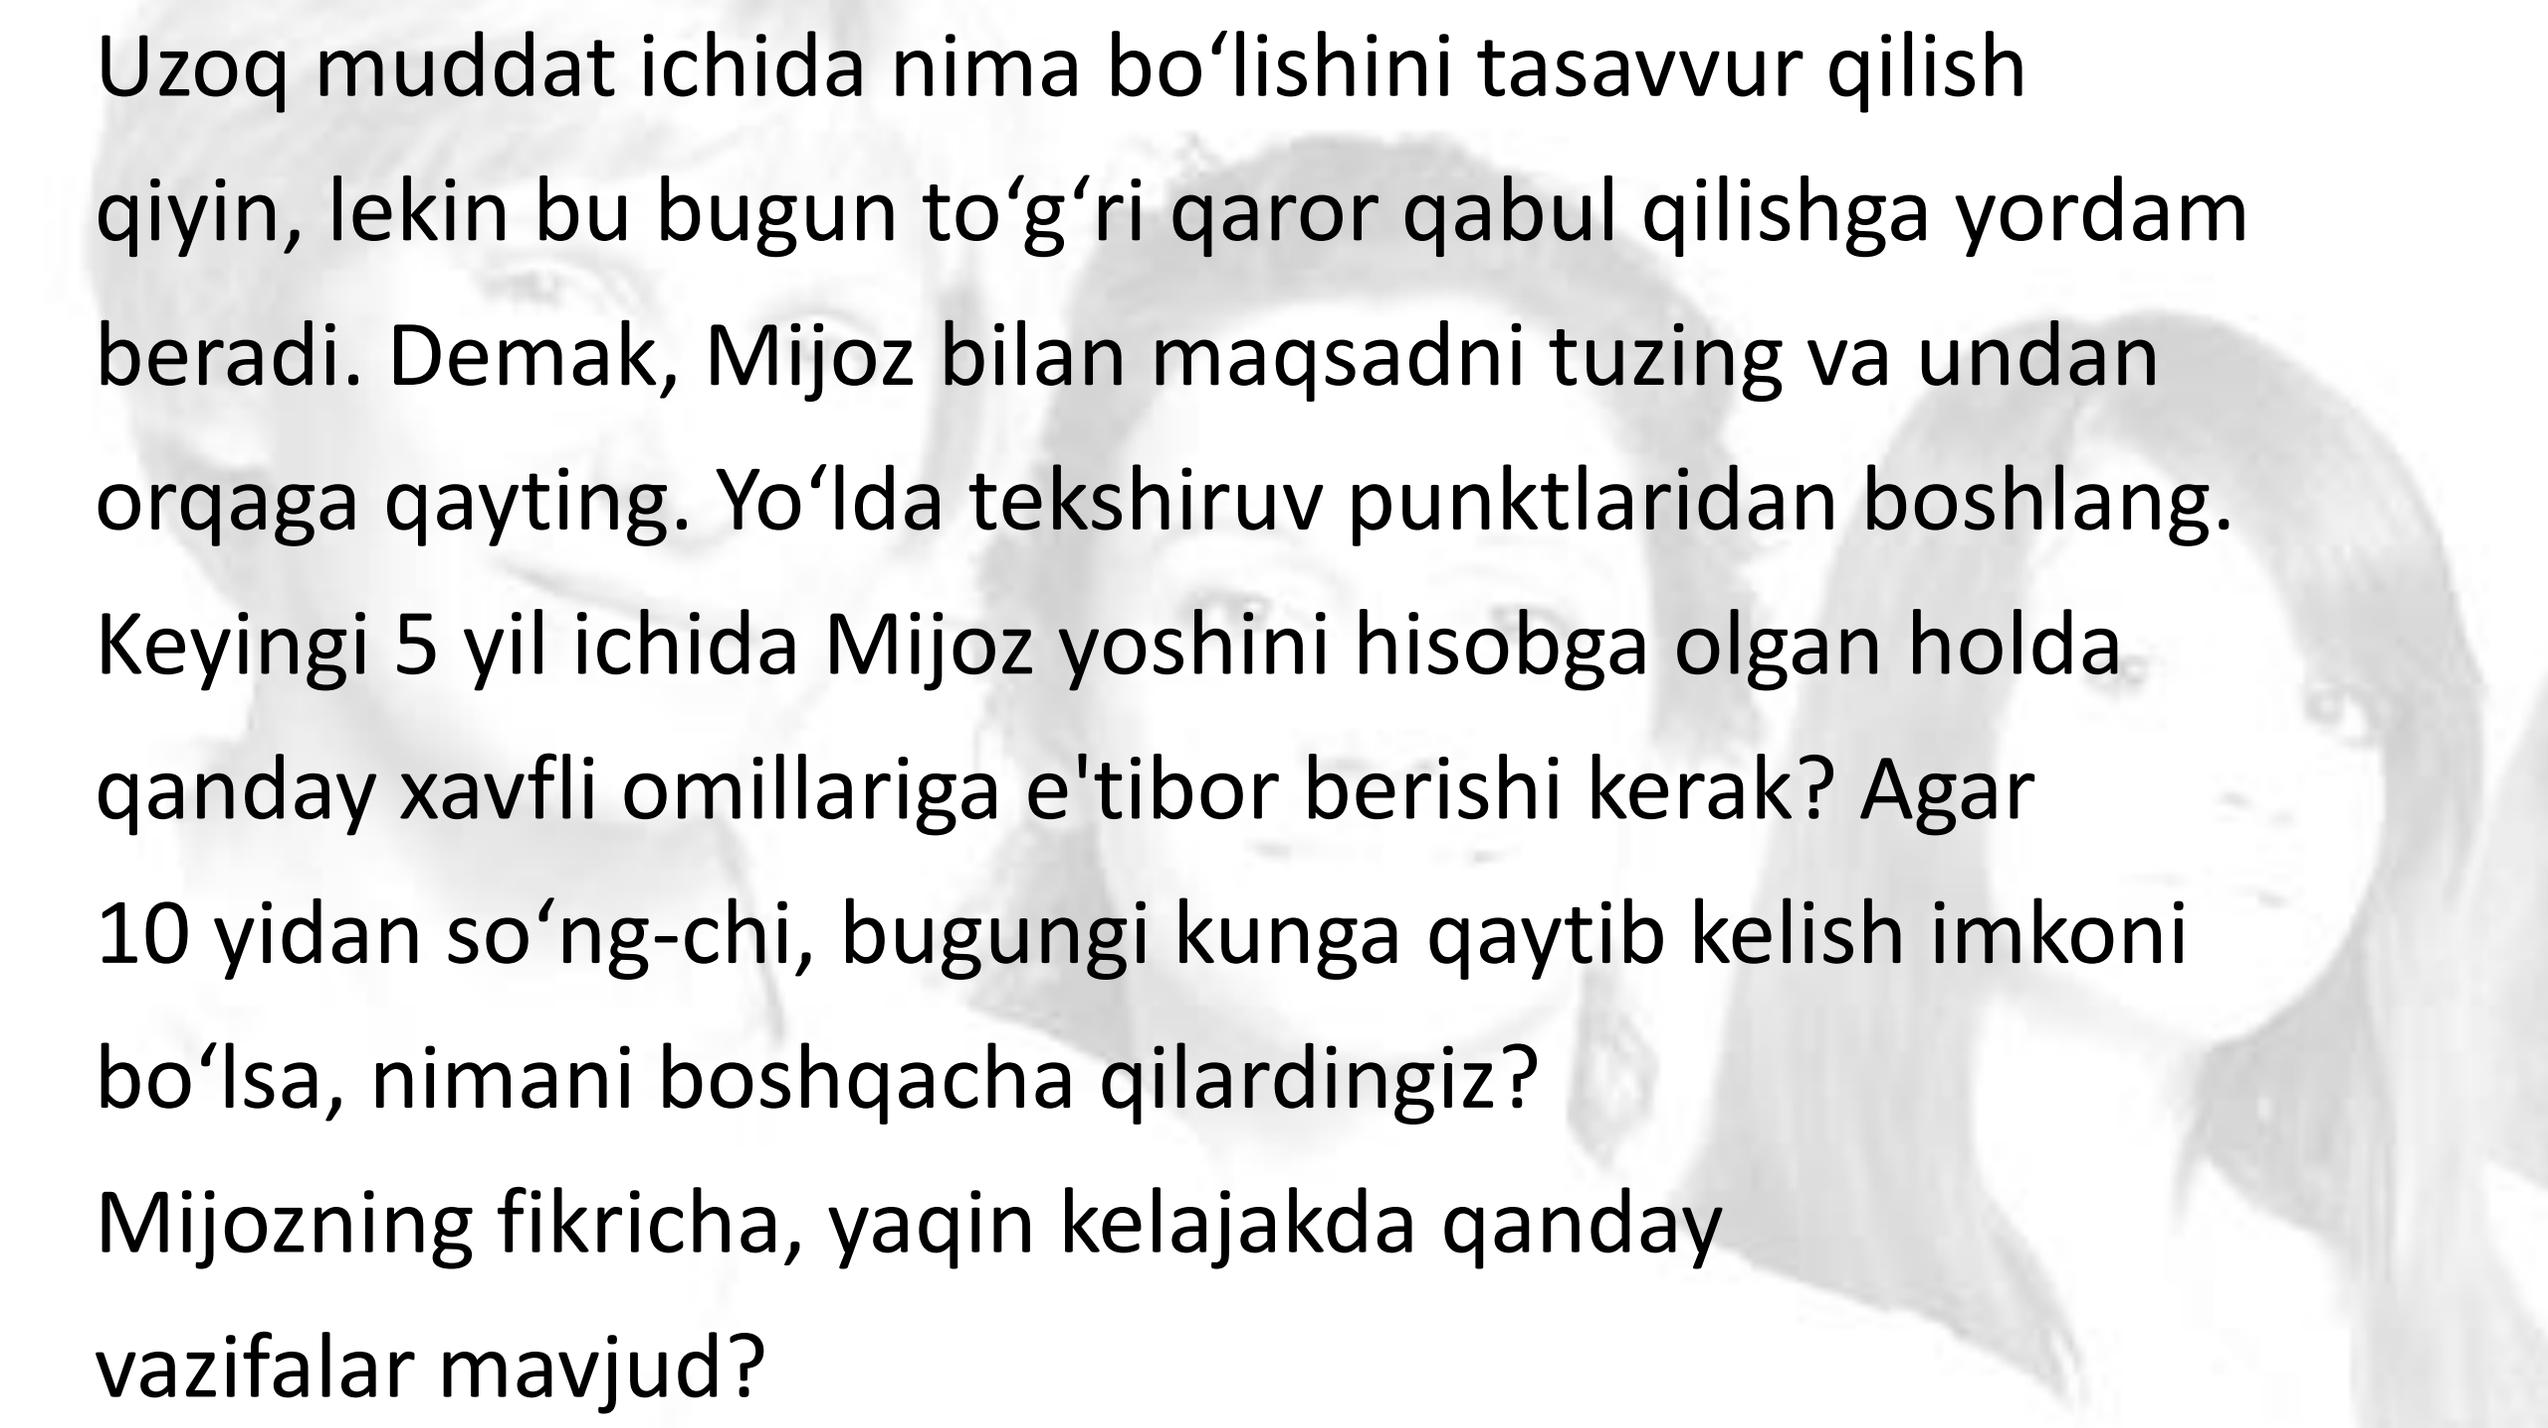 Uzoq muddat ichida nima bo‘lishini tasavvur qilish
qiyin, lekin bu bugun to‘g‘ri qaror qabul qilishga yordam
beradi. Demak, Mijoz bilan maqsadni tuzing va undan
orqaga qayting. Yo‘lda tekshiruv punktlaridan boshlang.
Keyingi 5 yil ichida Mijoz yoshini hisobga olgan holda
qanday xavfli omillariga e'tibor berishi kerak? Agar
10 yidan so‘ng-chi, bugungi kunga qaytib kelish imkoni
bo‘lsa, nimani boshqacha qilardingiz?
Mijozning fikricha, yaqin kelajakda qanday
vazifalar mavjud?